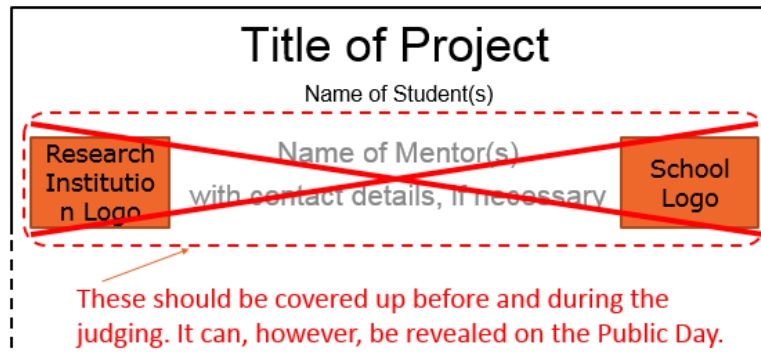 Title of Project
Name of Student(s)
Research
Institutio
n Logo
Name of Mentor(s)
with contact details, if necessary
School
Logo
These should be covered up before and during the
judging. It can, however, be revealed on the Public Day.